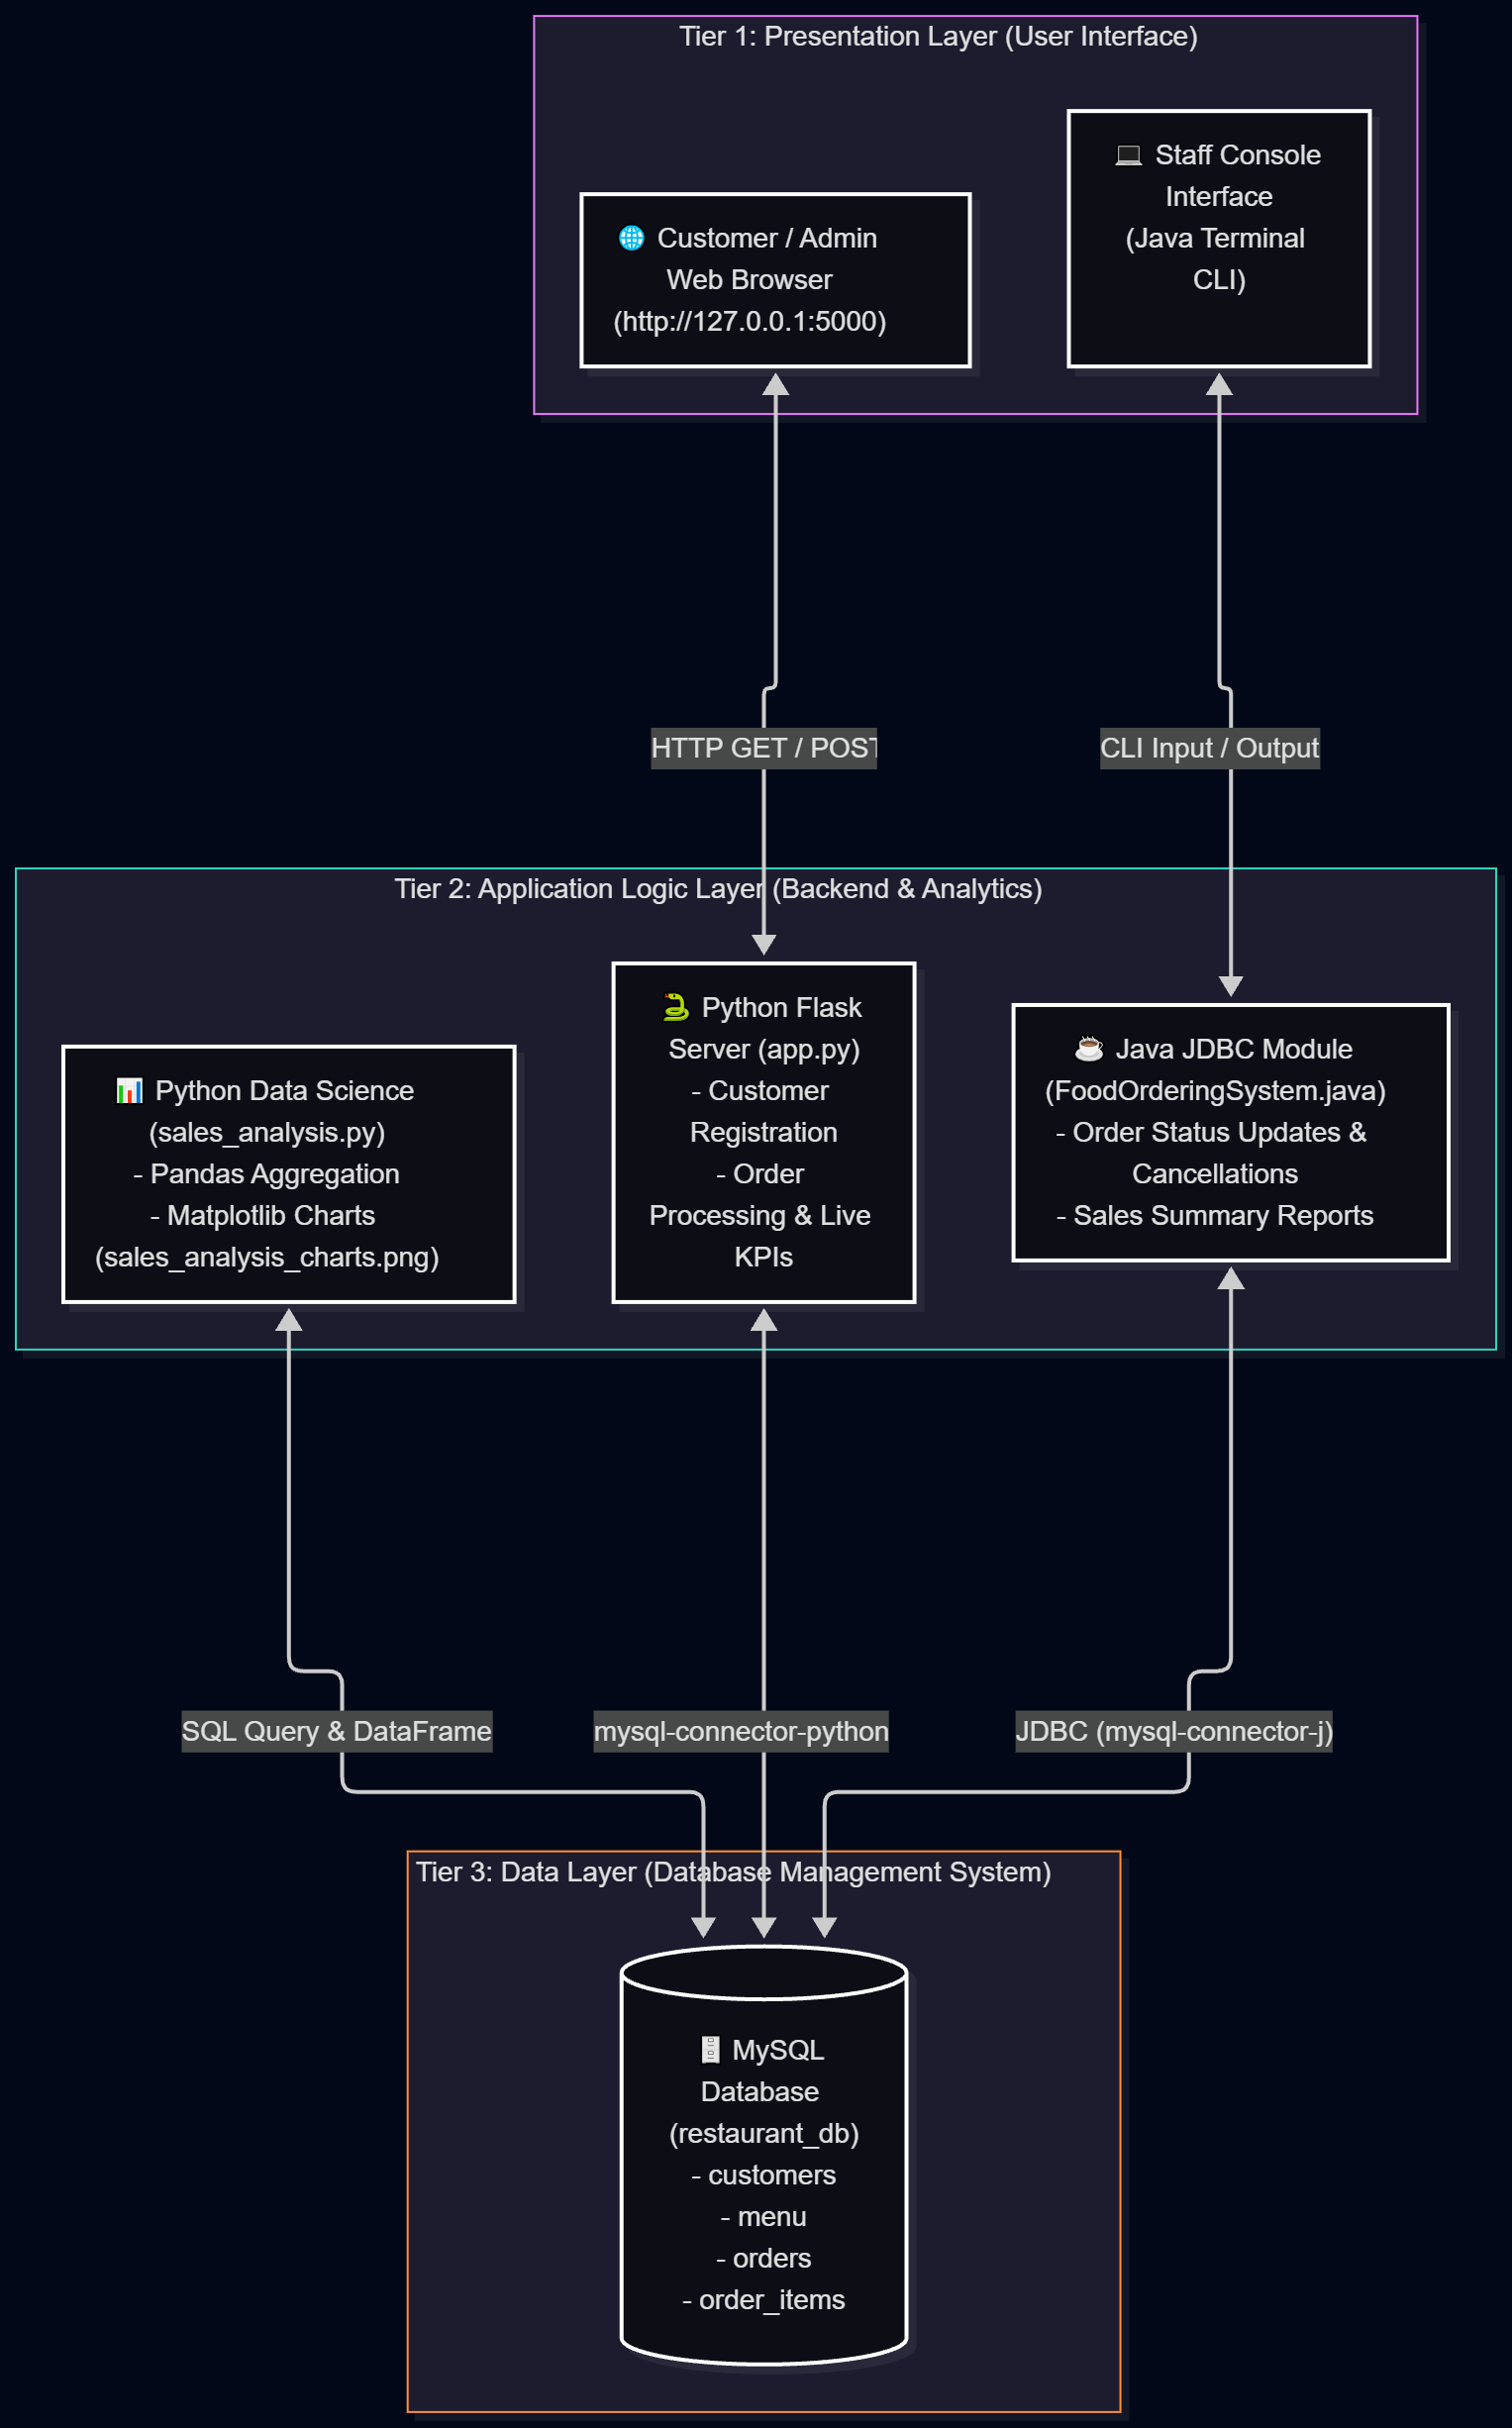 Tier 1: Presentation Layer (User Interface)
🌐 Customer / Admin
Web Browser
(http://127.0.0.1:5000)
💻 Staff Console
Interface
(Java Terminal
CLI)
HTTP GET / POST
CLI Input / Output
Tier 2: Application Logic Layer (Backend & Analytics)
📊 Python Data Science
(sales_analysis.py)
- Pandas Aggregation
- Matplotlib Charts
(sales_analysis_charts.png)
🐍 Python Flask
Server (app.py)
- Customer
Registration
- Order
Processing & Live
KPIs
☕ Java JDBC Module
(FoodOrderingSystem.java)
- Order Status Updates &
Cancellations
- Sales Summary Reports
SQL Query & DataFrame
mysql-connector-python
JDBC (mysql-connector-j)
Tier 3: Data Layer (Database Management System)
🗄 MySQL
Database
(restaurant_db)
- customers
- menu
- orders
- order_items